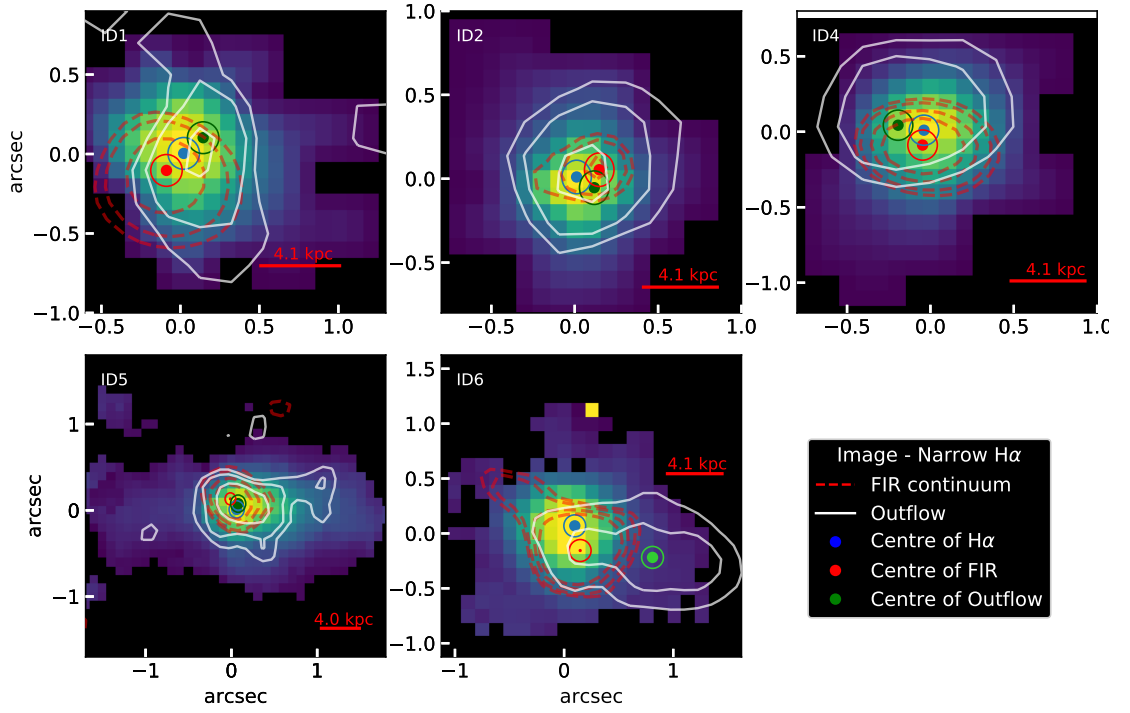 ID1
0.5
0.0
−0.5
−1.0
−0.5
0.0
0.5
1.0
arcsec
4.1 kpc
ID2
1.0
0.5
0.0
−0.5
−0.5
0.0
0.5
1.0
4.1 kpc
ID4
0.5
0.0
−0.5
−1.0
−0.5
0.0
0.5
1.0
4.1 kpc
ID5
1
0
−1
−1
0
1
arcsec
arcsec
4.0 kpc
ID6
1.5
1.0
0.5
0.0
−0.5
−1.0
−1
0
1
arcsec
4.1 kpc
Image - Narrow Hα
FIR continuum
Outflow
Centre of Hα
Centre of FIR
Centre of Outflow